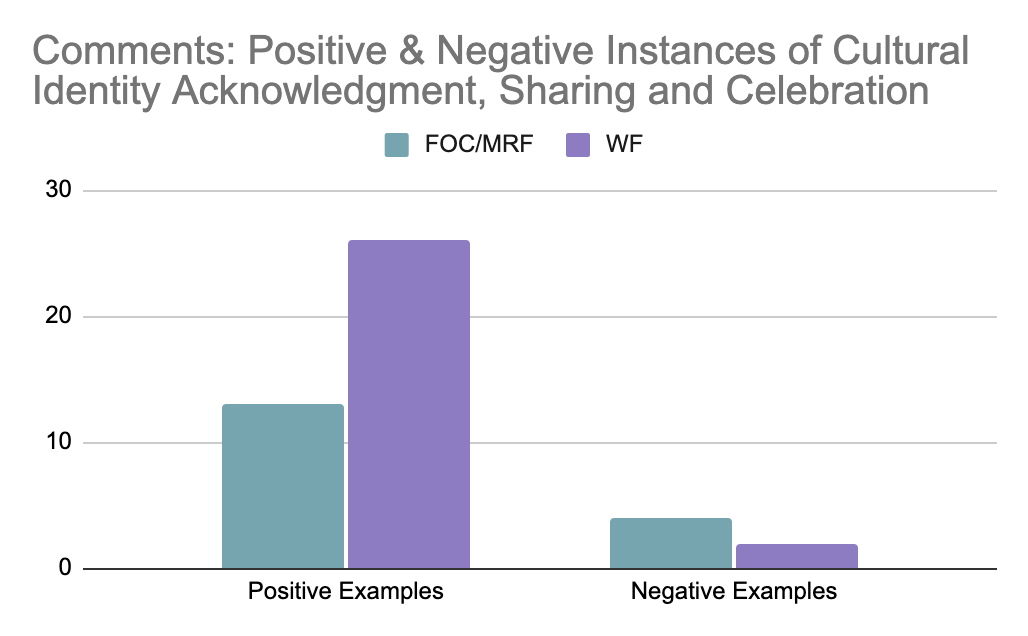 Comments: Positive & Negative Instances of Cultural
Identity Acknowledgment, Sharing and Celebration
FOC/MRF WF
30
20
10
0
Positive Examples Negative Examples